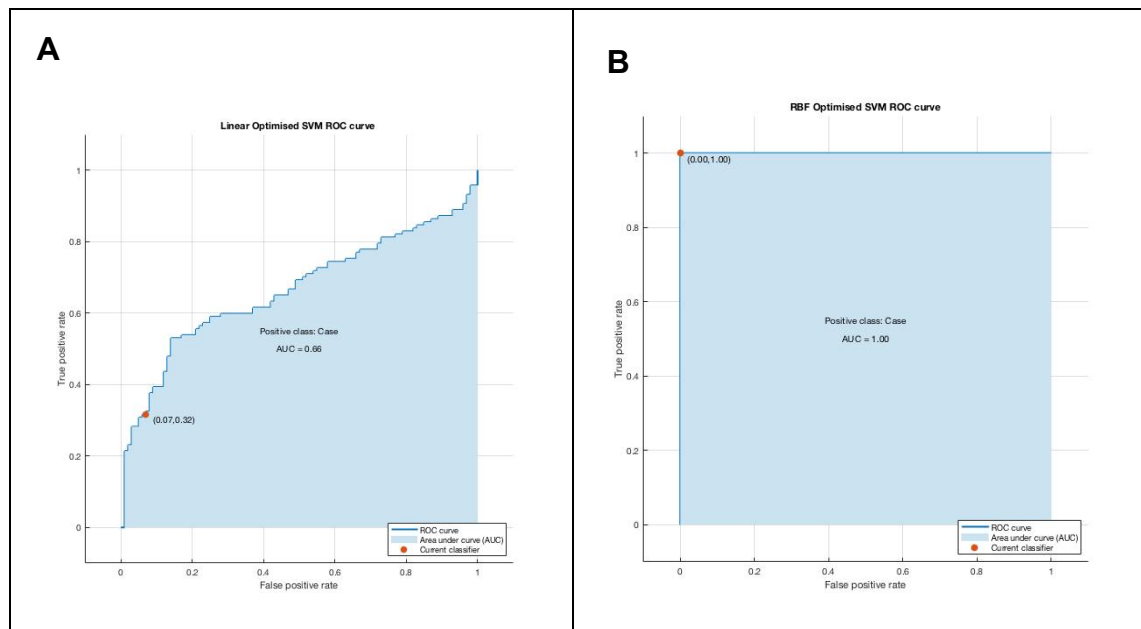 A
Linear Optimised SVM ROC curve
1
0.8
0.6
0.4
0.2
0
True positive rate
Positive class: Case
AUC = 0.66
(0.07,0.32)
ROC curve
Area under curve (AUC)
Current classifier
0 0.2 0.4 0.6 0.8 1
False positive rate
B
RBF Optimised SVM ROC curve
1
0.8
0.6
0.4
0.2
0
True positive rate
(0.00,1.00)
Positive class: Case
AUC = 1.00
ROC curve
Area under curve (AUC)
Current classifier
0 0.2 0.4 0.6 0.8 1
False positive rate